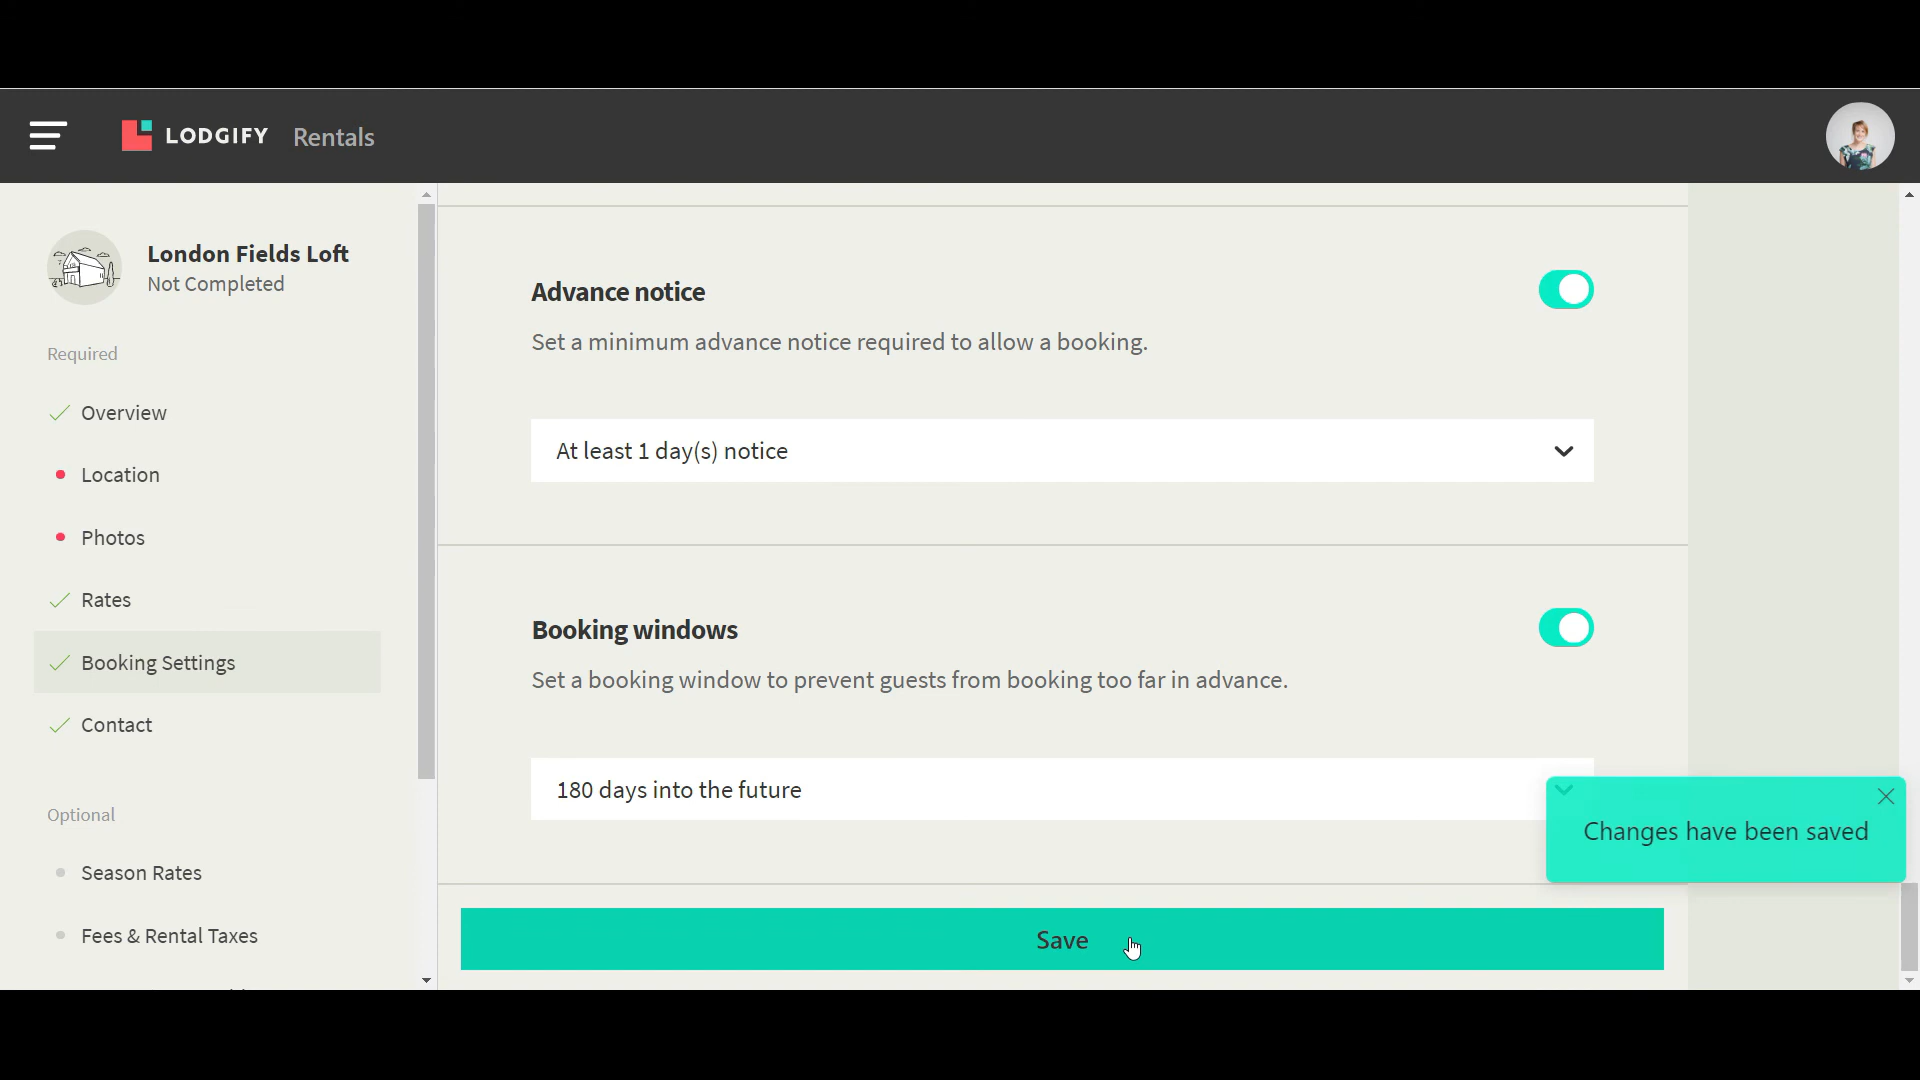 LODGIFY Rentals
London Fields Loft
Not Completed
Required
Overview
Location
Photos
Rates
Booking Settings
Contact
Optional
Season Rates
Fees & Rental Taxes
Advance notice
Set a minimum advance notice required to allow a booking.
At least 1 day(s) notice
Booking windows
Set a booking window to prevent guests from booking too far in advance.
180 days into the future
Changes have been saved
Save